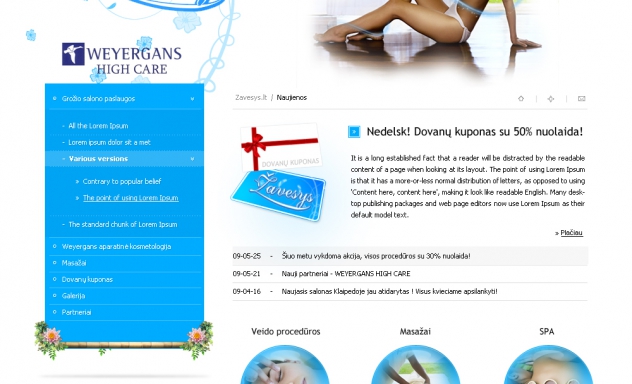 WEYERGANS
HIGH CARE
Grožio salono paslaugos
- All the Lorem Ipsum
- Lorem ipsum dolor sit a met
- Various versions
» Contrary to popular belief
» The point of using Lorem Ipsum
- The standard chunk of Lorem Ipsum
Weyergans aparatinė kosmetologija
Masažai
Dovanų kuponas
Galerija
Partneriai
Zavesys.lt / Naujienos
DOVANŲ KUPONAS
Žavesys
» Nedelsk! Dovanų kuponas su 50% nuolaida!
It is a long established fact that a reader will be distracted by the readable
content of a page when looking at its layout. The point of using Lorem Ipsum
is that it has a more-or-less normal distribution of letters, as opposed to using
'Content here, content here', making it look like readable English. Many desk-
top publishing packages and web page editors now use Lorem Ipsum as their
default model text.
» Plačiau
09-05-25 - Šiuo metu vykdoma akcija, visos procedūros su 30% nuolaida!
09-05-21 - Nauji partneriai - WEYERGANS HIGH CARE
09-04-16 - Naujasis salonas Klaipedoje jau atidarytas ! Visus kviečiame apsilankyti!
Veido procedūros
Masažai
SPA